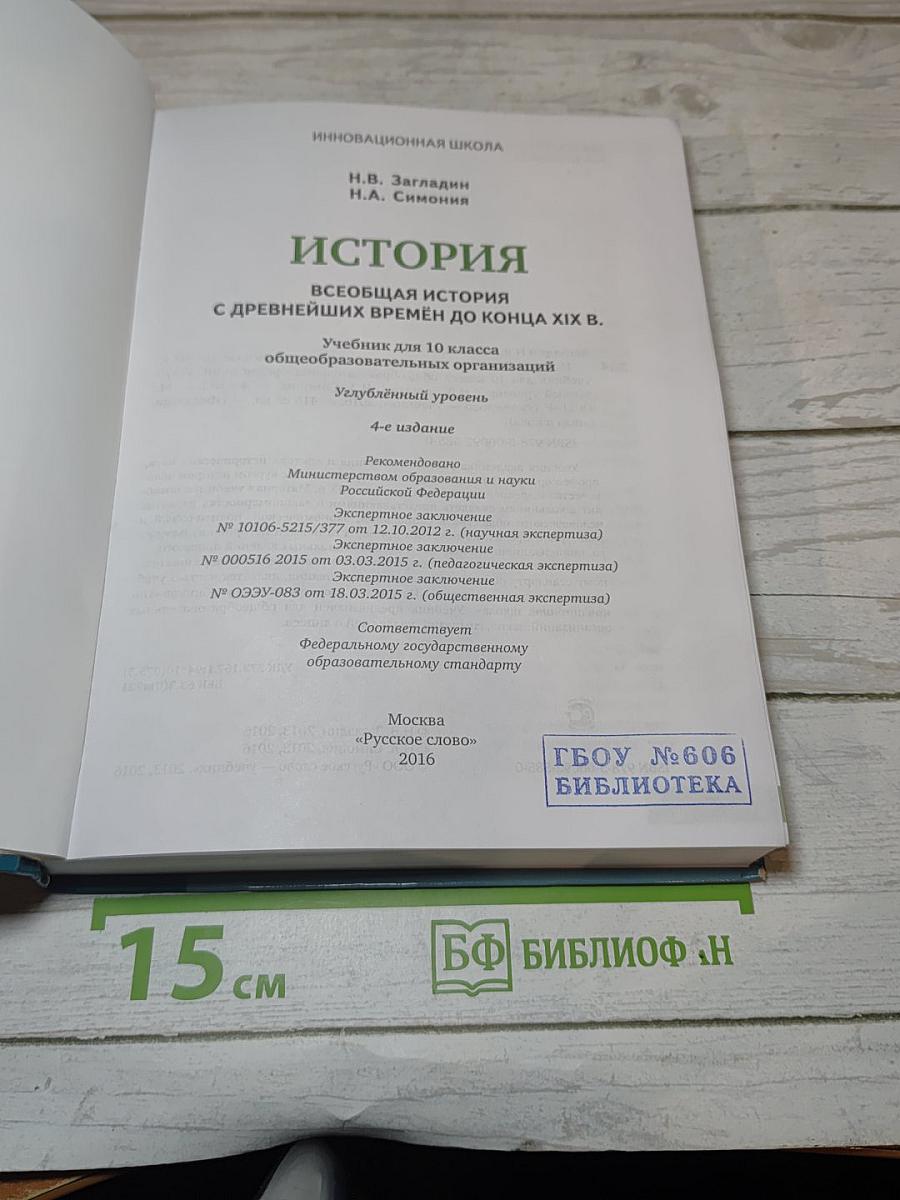 ИННОВАЦИОННАЯ ШКОЛА
Н.В. Загладин
Н.А. Симония
ИСТОРИЯ
ВСЕОБЩАЯ ИСТОРИЯ
С ДРЕВНЕЙШИХ ВРЕМЁН ДО КОНЦА XIX В.
Учебник для 10 класса
общеобразовательных организаций
Углублённый уровень
4-е издание
Рекомендовано
Министерством образования и науки
Российской Федерации
Экспертное заключение
№ 10106-5215/377 от 12.10.2012 г. (научная экспертиза)
Экспертное заключение
№ 000516 2015 от 03.03.2015 г. (педагогическая экспертиза)
Экспертное заключение
№ ОЭЭУ-083 от 18.03.2015 г. (общественная экспертиза)
Соответствует
Федеральному государственному
образовательному стандарту
Москва
«Русское слово»
2016
ГБОУ №606
БИБЛИОТЕКА
15 см
БФ